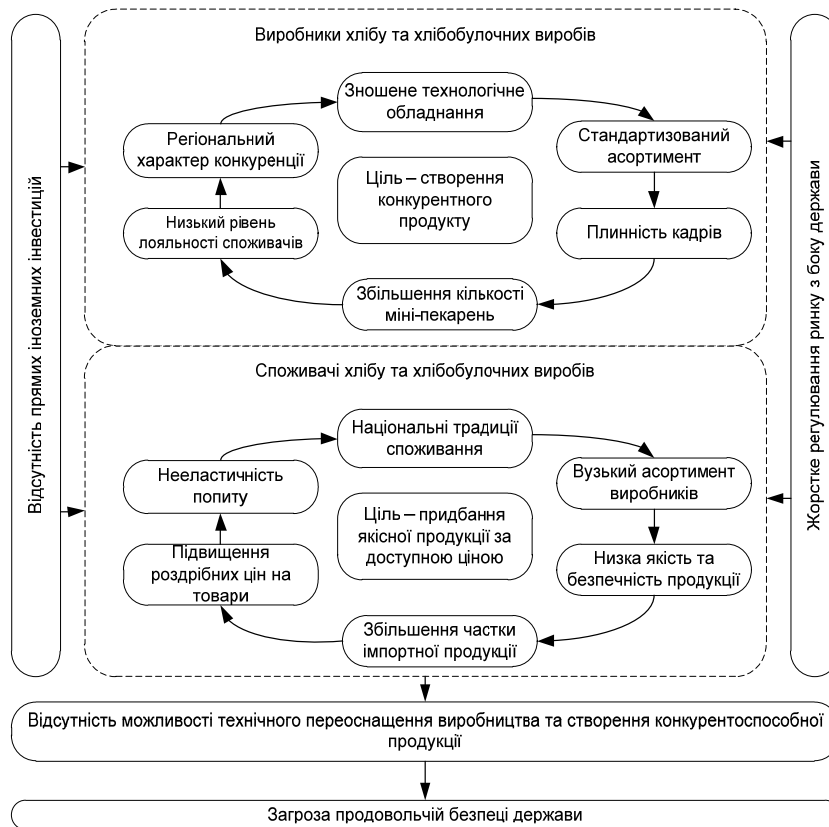 Відсутність прямих іноземних інвестицій
Виробники хлібу та хлібобулочних виробів
Зношене технологічне
обладнання
Регіональний
характер конкуренції
Стандартизований
асортимент
Ціль – створення
конкурентного
продукту
Низький рівень
лояльності споживачів
Плинність кадрів
Збільшення кількості
міні-пекарень
Споживачі хлібу та хлібобулочних виробів
Національні традиції
споживання
Нееластичність
попиту
Вузький асортимент
виробників
Ціль – придбання
якісної продукції за
доступною ціною
Підвищення
роздрібних цін на
товари
Низка якість та
безпечність продукції
Збільшення частки
імпортної продукції
Жорстке регулювання ринку з боку держави
Відсутність можливості технічного переоснащення виробництва та створення конкурентоспособної
продукції
Загроза продовольчій безпеці держави